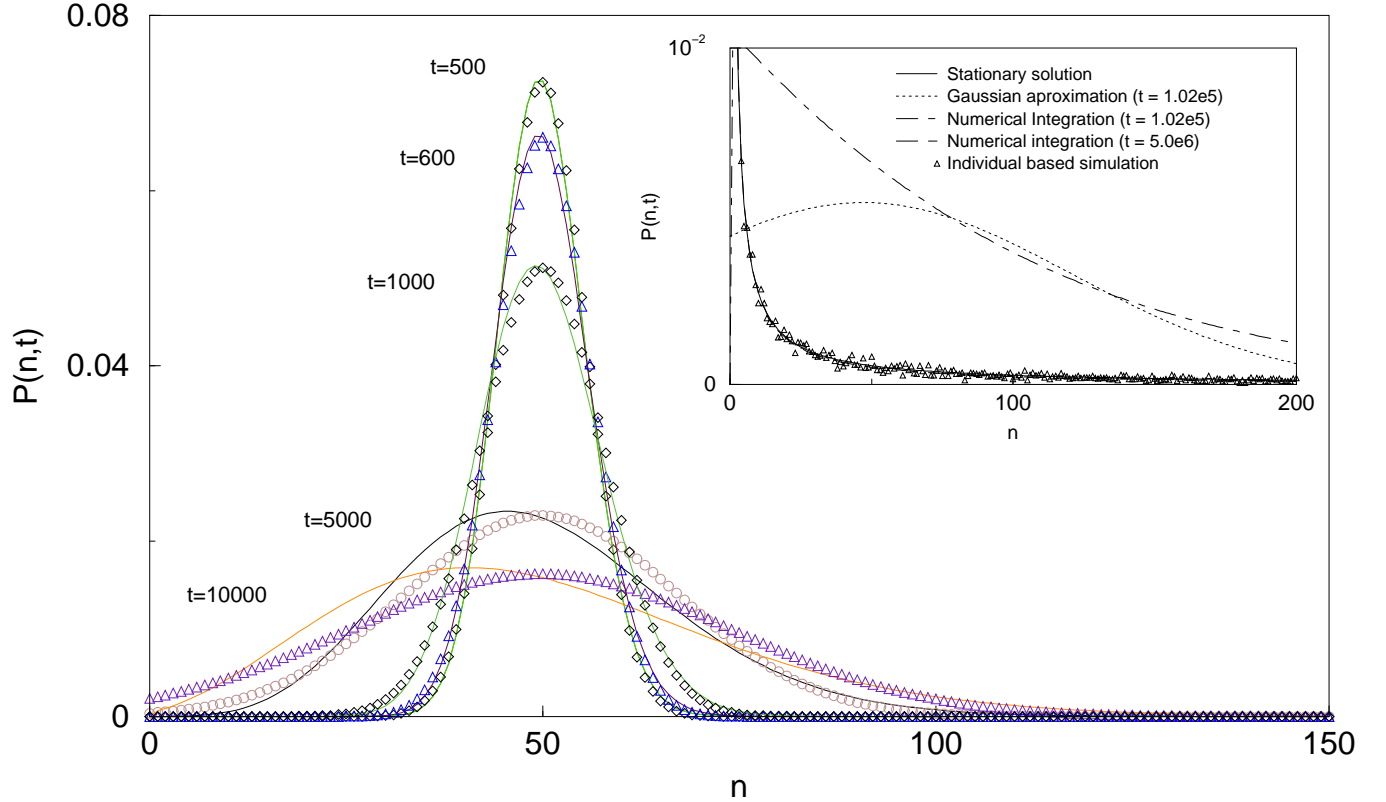 0.08
t=500
t=600
t=1000
0.04
P(n,t)
t=5000
t=10000
0
0
50
100
150
n
10-2
P(n,t)
0
0
100
200
n
Stationary solution
Gaussian aproximation (t = 1.02e5)
Numerical Integration (t = 1.02e5)
Numerical integration (t = 5.0e6)
Individual based simulation